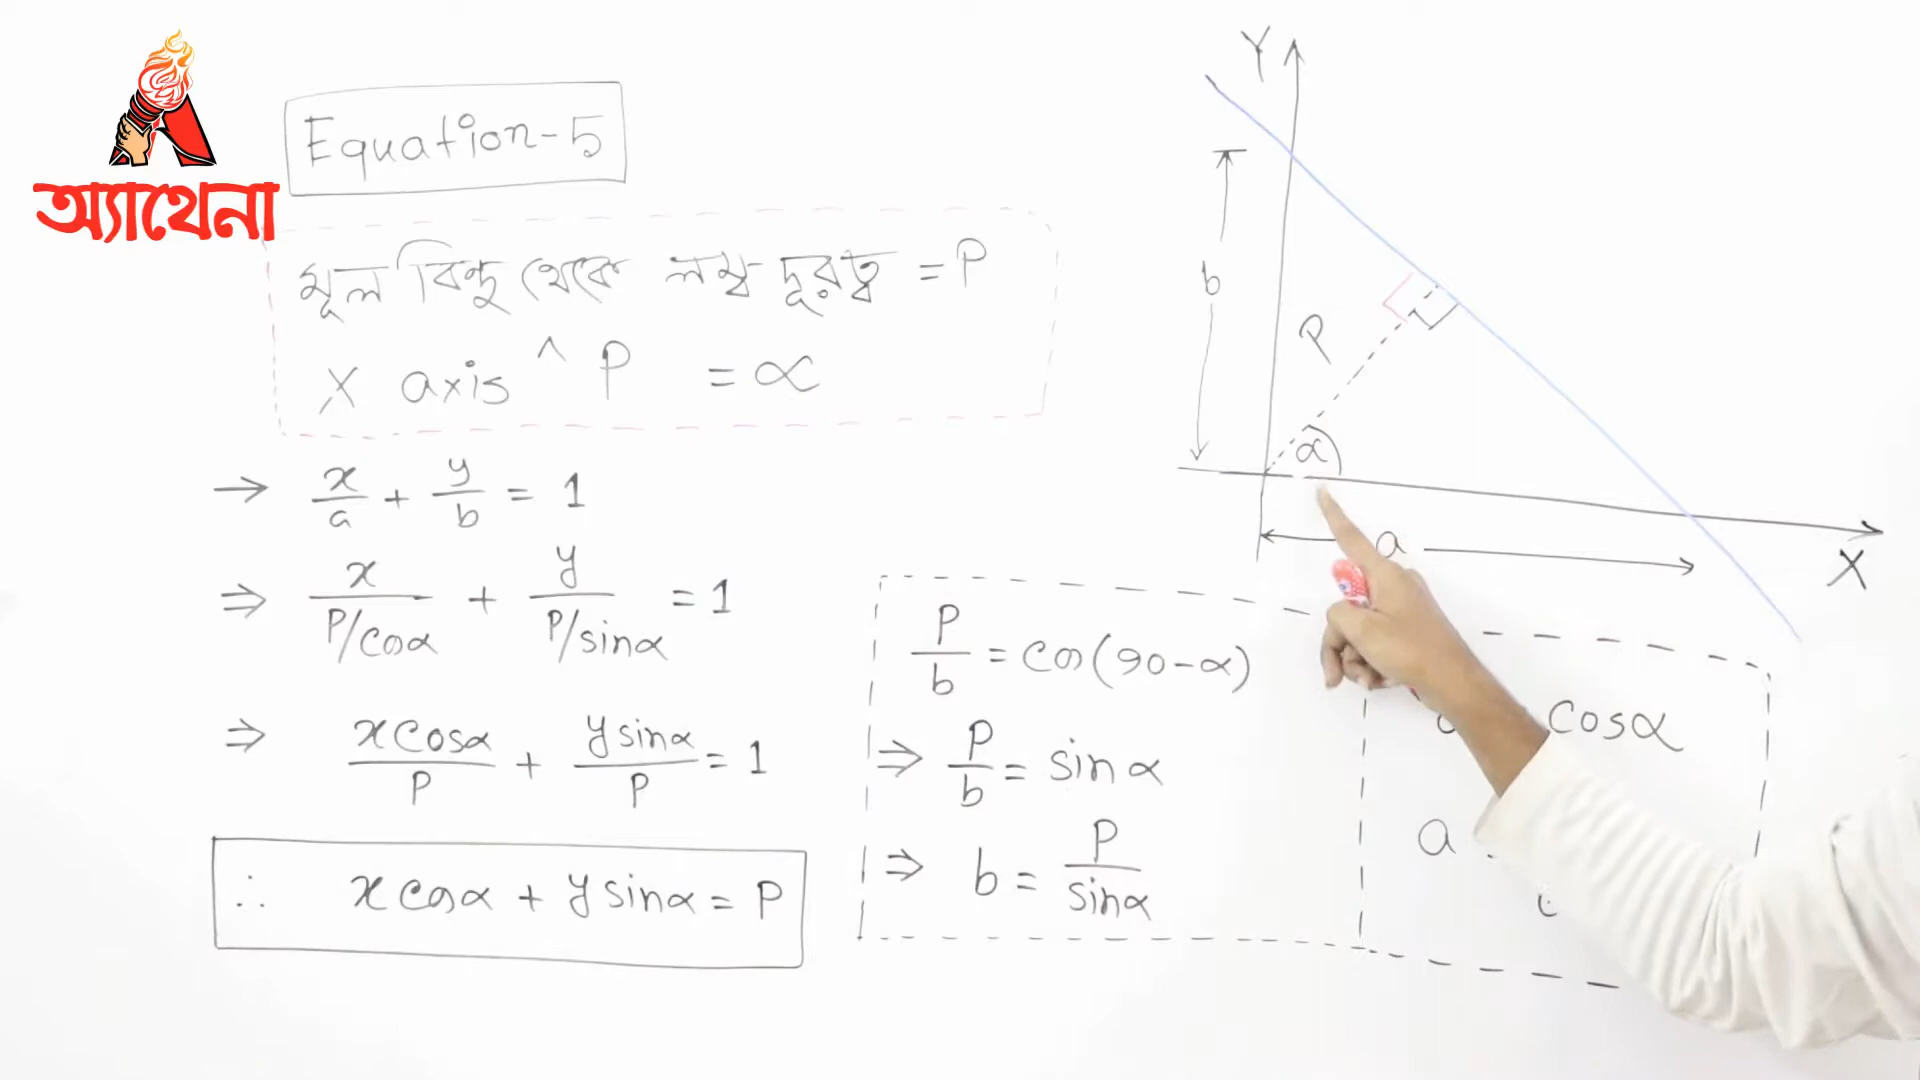 অ্যাথেনা
Equation-5
মূল বিন্দু থেকে লম্ব দূরত্ব = P
X axis ^ P = α
→ x/a + y/b = 1
⇒ x/(P/cosα) + y/(P/sinα) = 1
⇒ xcosα/P + ysinα/P = 1
∴ xcosα + ysinα = P
Y
b
P
α
a
X
P/b = cos(90-α)
⇒ P/b = sinα
⇒ b = P/sinα
cosα
a